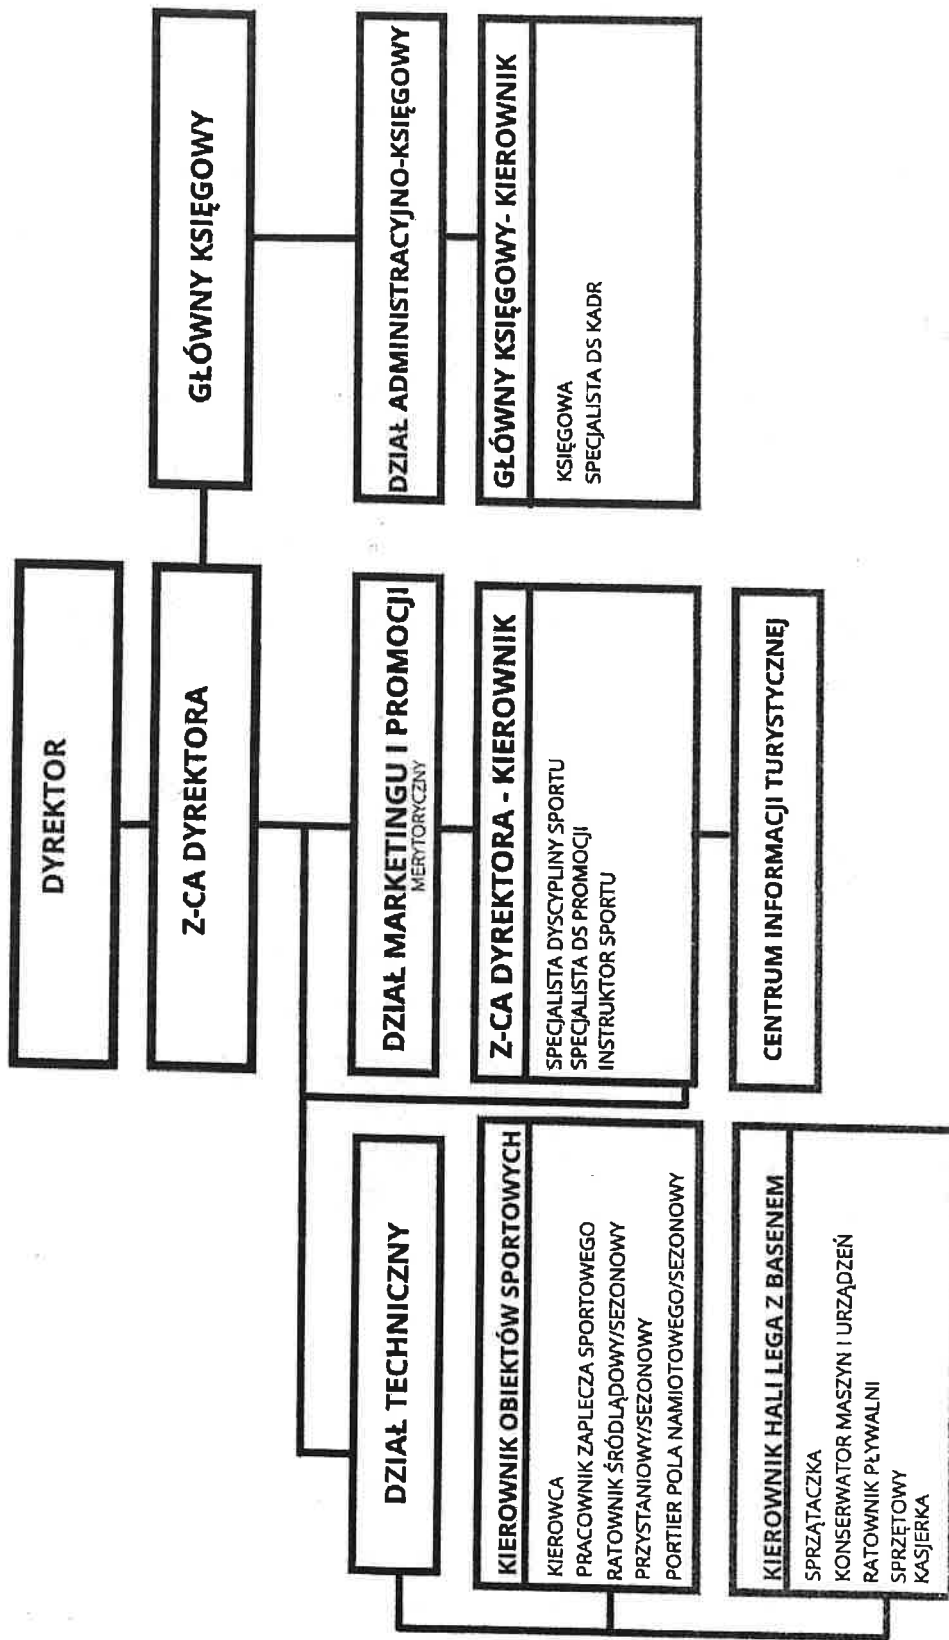 DYREKTOR
Z-CA DYREKTORA
GŁÓWNY KSIĘGOWY
DZIAŁ TECHNICZNY
DZIAŁ MARKETINGU I PROMOCJI
MERYTORYCZNY
DZIAŁ ADMINISTRACYJNO-KSIĘGOWY
KIEROWNIK OBIEKTÓW SPORTOWYCH
KIEROWCA
PRACOWNIK ZAPLECZA SPORTOWEGO
RATOWNIK ŚRÓDLĄDOWY/SEZONOWY
PRZYSTANIOWY/SEZONOWY
PORTIER POLA NAMIOTOWEGO/SEZONOWY
Z-CA DYREKTORA - KIEROWNIK
SPECJALISTA DYSCYPLINY SPORTU
SPECJALISTA DS PROMOCJI
INSTRUKTOR SPORTU
GŁÓWNY KSIĘGOWY- KIEROWNIK
KSIĘGOWA
SPECJALISTA DS KADR
KIEROWNIK HALI LEGA Z BASENEM
SPRZĄTACZKA
KONSERWATOR MASZYN I URZĄDZEŃ
RATOWNIK PŁYWALNI
SPRZĘTOWY
KASJERKA
CENTRUM INFORMACJI TURYSTYCZNEJ